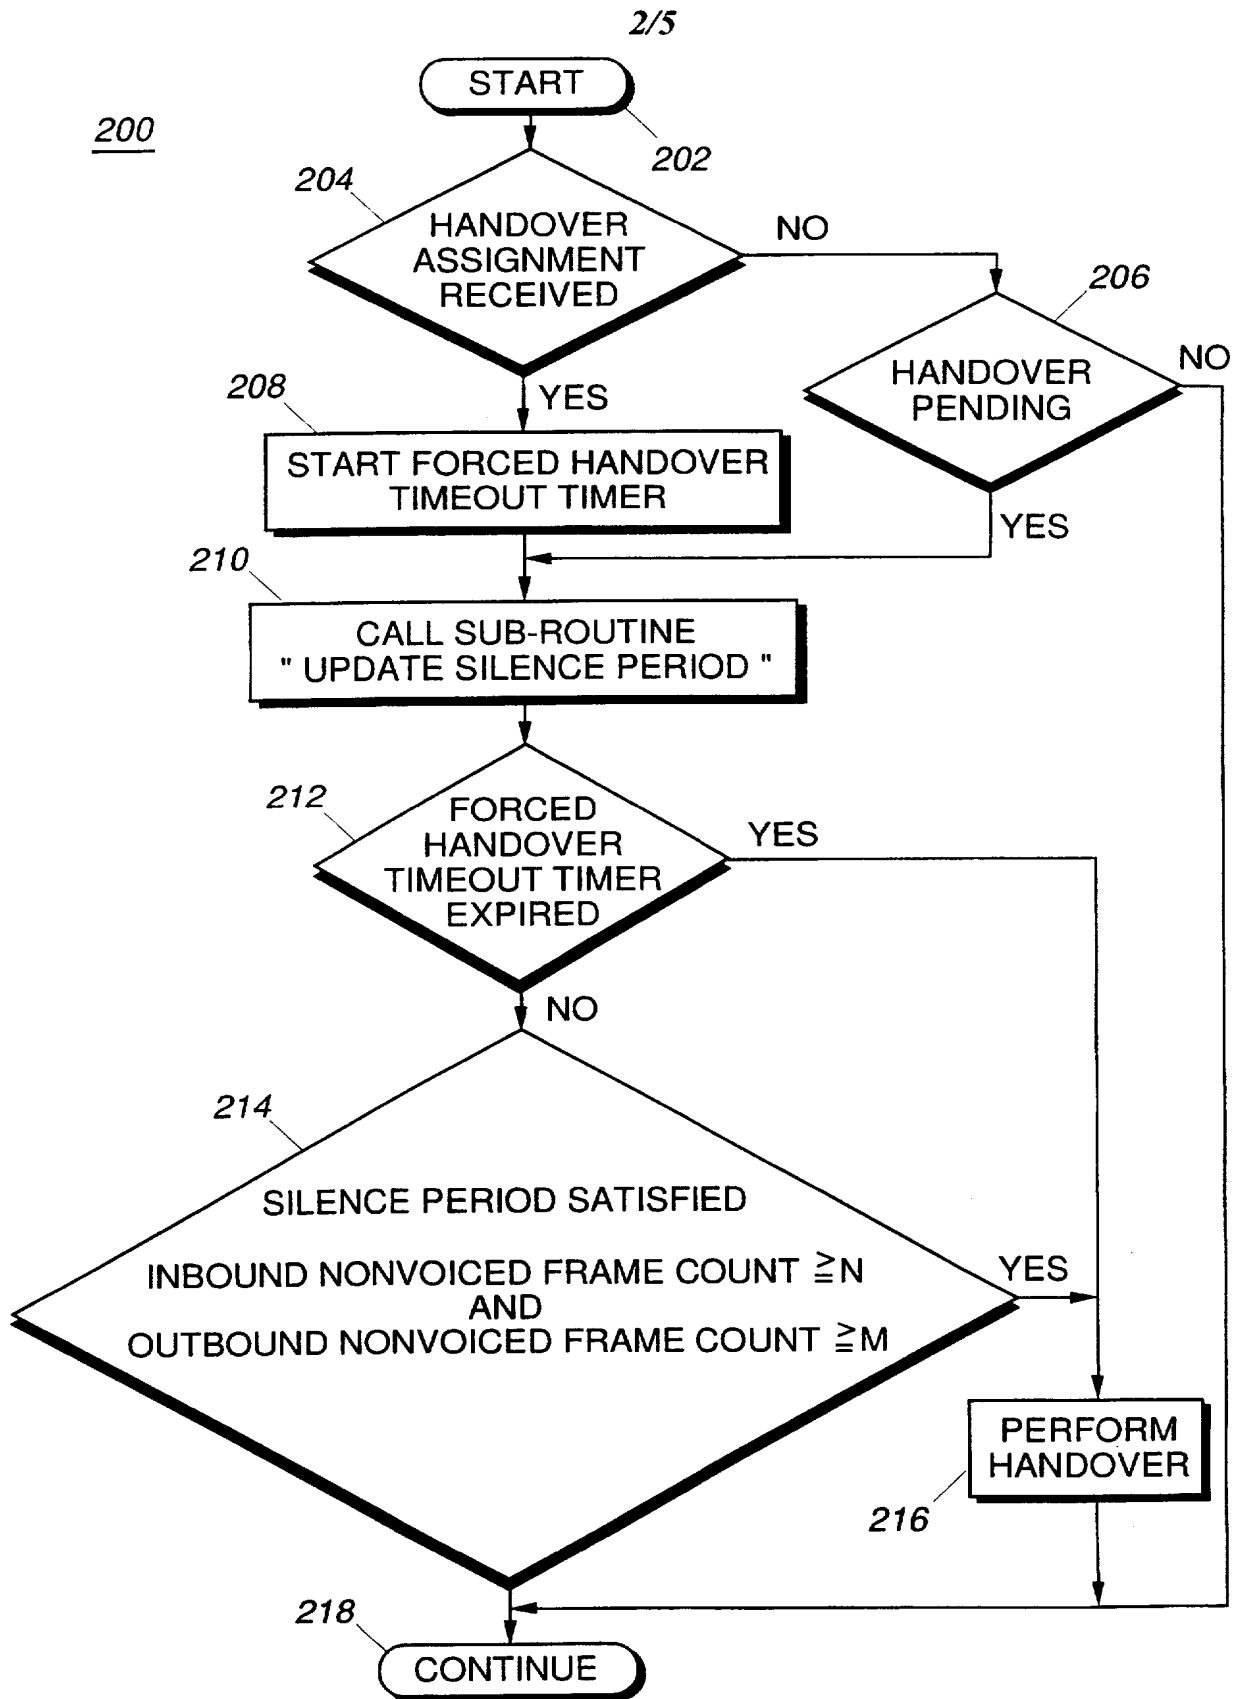 2/5
START
200
202
204
HANDOVER
ASSIGNMENT
RECEIVED
NO
206
HANDOVER
PENDING
NO
208
YES
START FORCED HANDOVER
TIMEOUT TIMER
YES
210
CALL SUB-ROUTINE
" UPDATE SILENCE PERIOD "
212
FORCED
HANDOVER
TIMEOUT TIMER
EXPIRED
YES
NO
214
SILENCE PERIOD SATISFIED
INBOUND NONVOICED FRAME COUNT ≧N
AND
OUTBOUND NONVOICED FRAME COUNT ≧M
YES
PERFORM
HANDOVER
216
218
CONTINUE